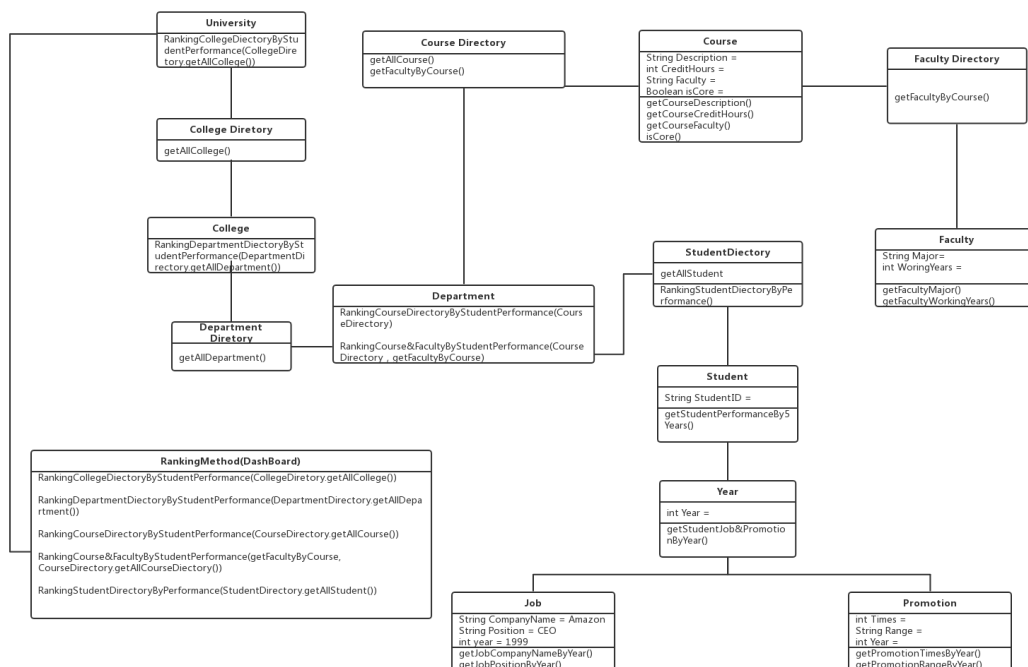 University
RankingCollegeDiectoryByStu
dentPerformance(CollegeDire
tory.getAllCollege())
College Diretory
getAllCollege()
College
RankingDepartmentDiectoryBySt
udentPerformance(DepartmentDi
rectory.getAllDepartment())
Department
Diretory
getAllDepartment()
Course Directory
getAllCourse()
getFacultyByCourse()
Course
String Description =
int CreditHours =
String Faculty =
Boolean isCore =
getCourseDescription()
getCourseCreditHours()
getCourseFaculty()
isCore()
Faculty Directory
getFacultyByCourse()
Faculty
String Major=
int WoringYears =
getFacultyMajor()
getFacultyWorkingYears()
Department
RankingCourseDirectoryByStudentPerformance(Cours
eDirectory)
RankingCourse&FacultyByStudentPerformance(Course
Directory , getFacultyByCourse)
StudentDiectory
getAllStudent
RankingStudentDiectoryByPe
rformance()
Student
String StudentID =
getStudentPerformanceBy5
Years()
Year
int Year =
getStudentJob&Promotio
nByYear()
RankingMethod(DashBoard)
RankingCollegeDiectoryByStudentPerformance(CollegeDiretory.getAllCollege())
RankingDepartmentDiectoryByStudentPerformance(DepartmentDirectory.getAllDepa
rtment())
RankingCourseDirectoryByStudentPerformance(CourseDirectory.getAllCourse())
RankingCourse&FacultyByStudentPerformance(getFacultyByCourse,
CourseDirectory.getAllCourseDiectory())
RankingStudentDirectoryByPerformance(StudentDirectory.getAllStudent())
Job
String CompanyName = Amazon
String Position = CEO
int year = 1999
getJobCompanyNameByYear()
getJobPositionByYear()
Promotion
int Times =
String Range =
int Year =
getPromotionTimesByYear()
getPromotionRangeByYear()